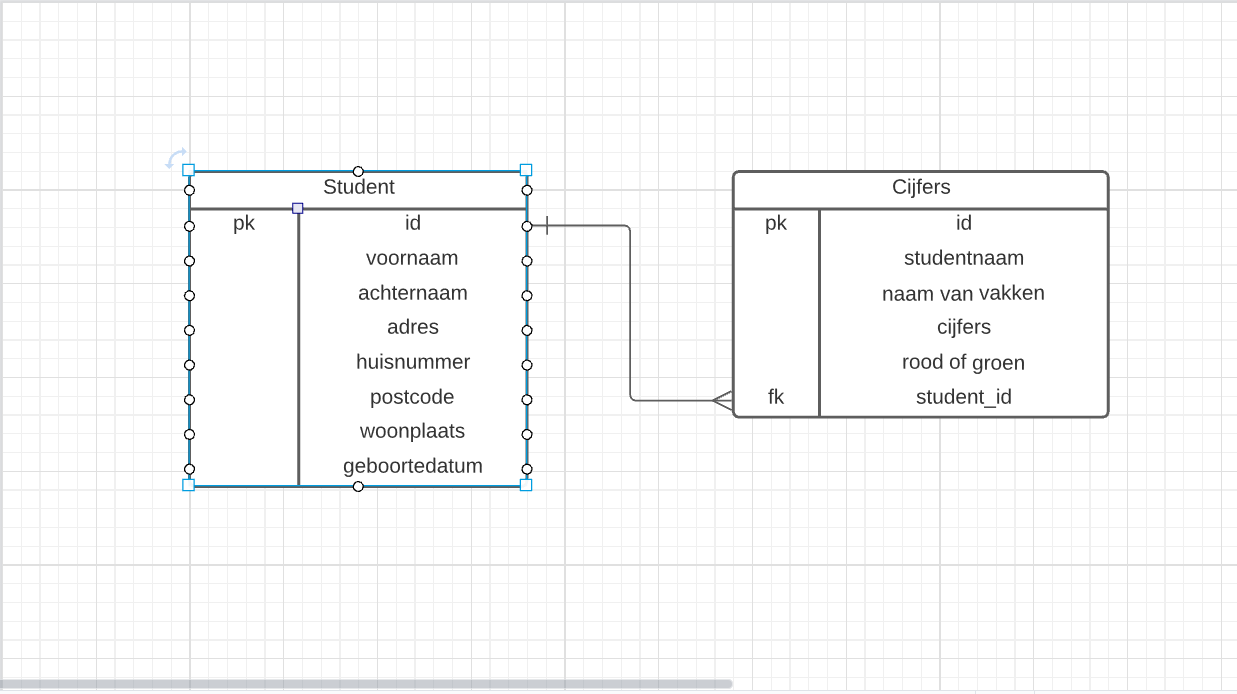 Student
pk id
voornaam
achternaam
adres
huisnummer
postcode
woonplaats
geboortedatum
Cijfers
pk id
studentnaam
naam van vakken
cijfers
rood of groen
fk student_id